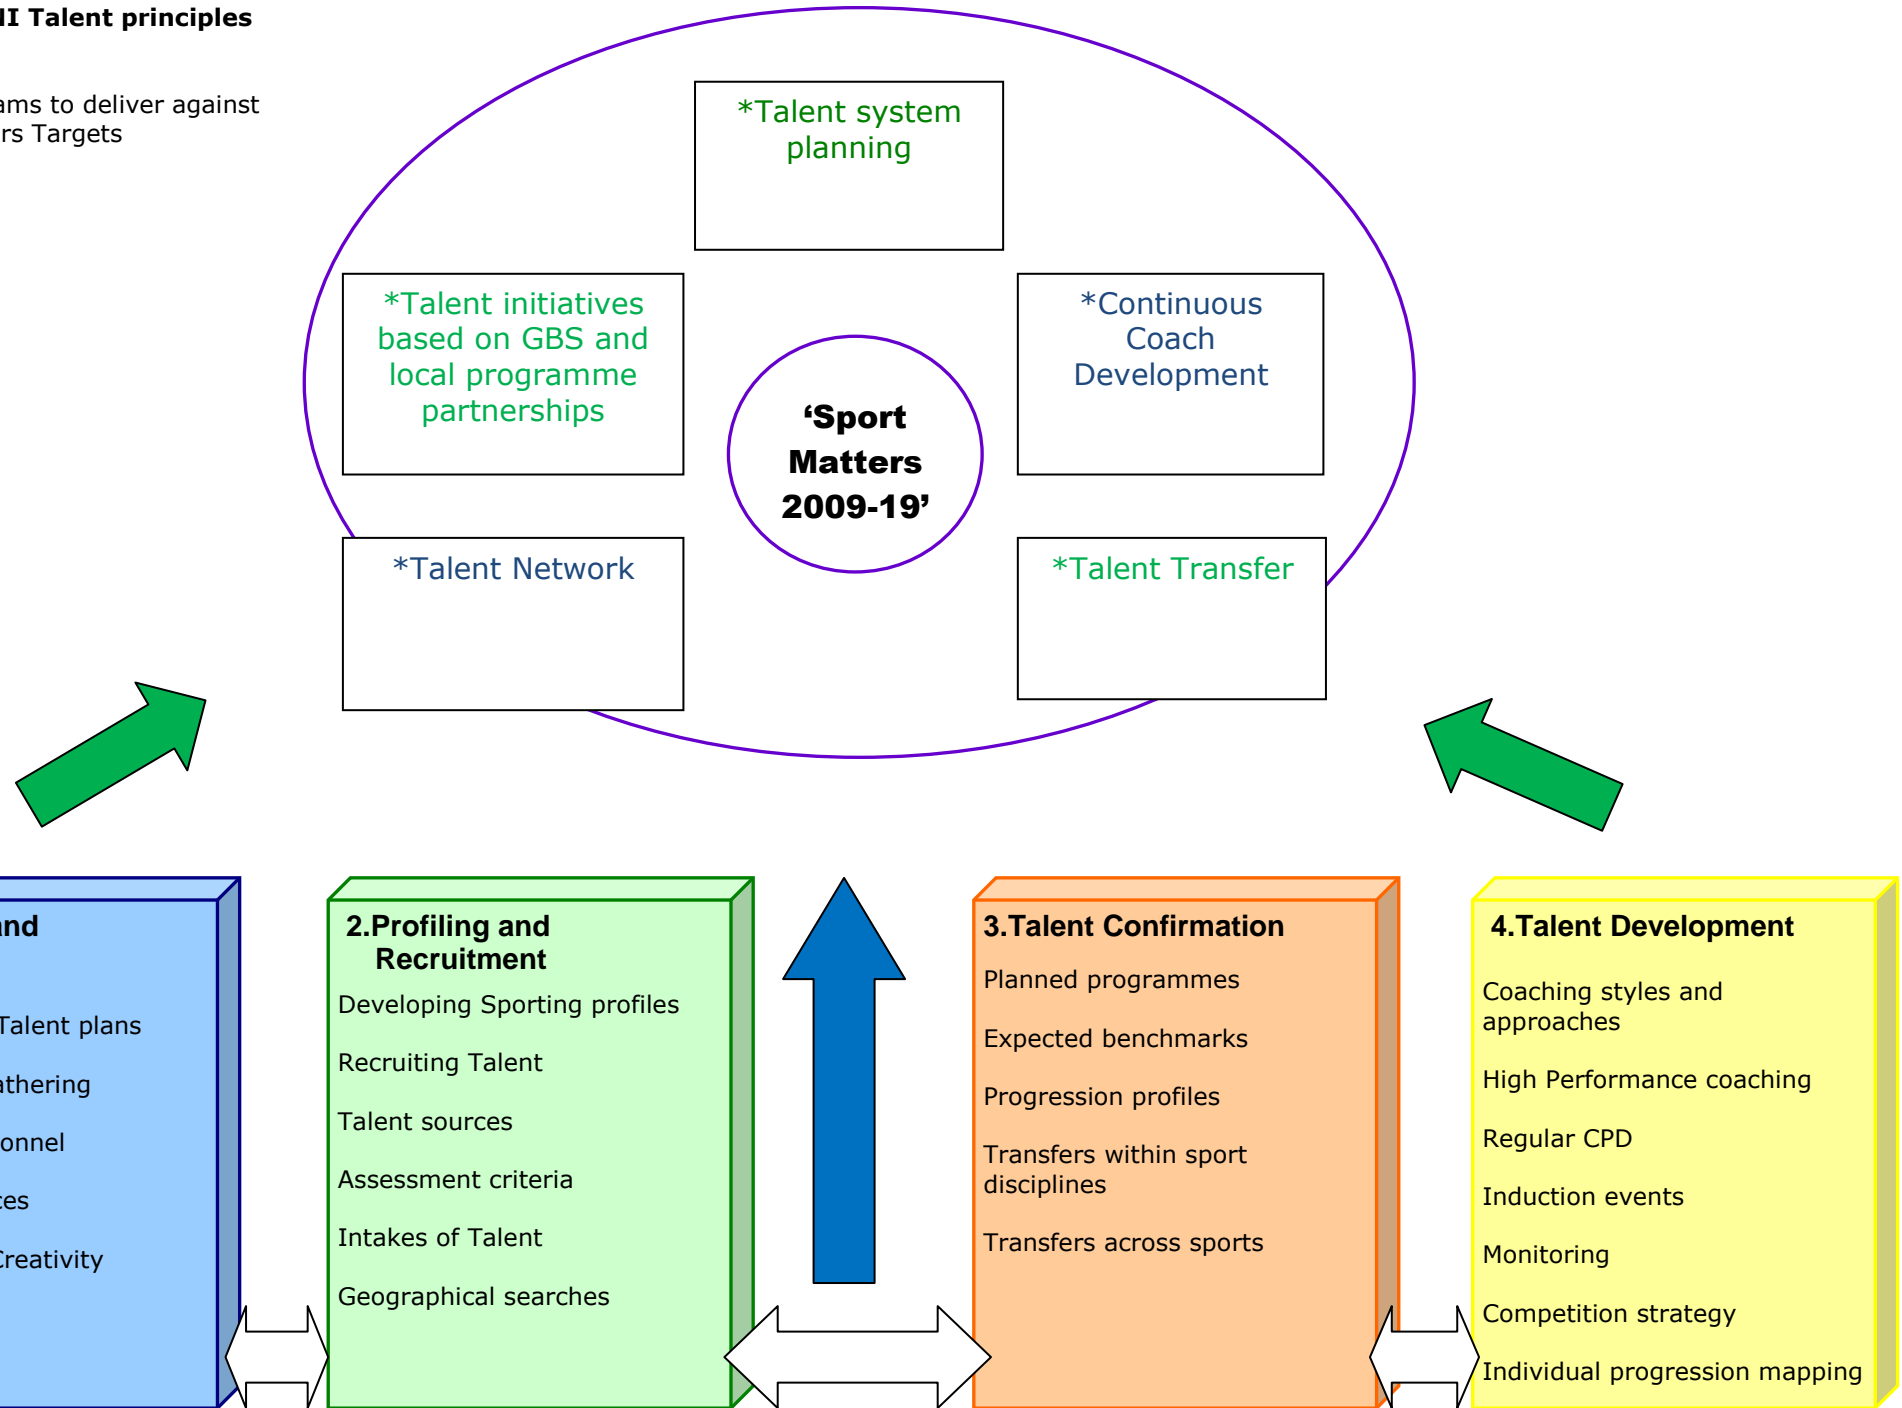 NI Talent principles
ams to deliver against
rs Targets
*Talent system
planning
*Talent initiatives
based on GBS and
local programme
partnerships
*Continuous
Coach
Development
‘Sport
Matters
2009-19’
*Talent Network
*Talent Transfer
and
Talent plans
athering
onnel
ces
Creativity
2.Profiling and
Recruitment
Developing Sporting profiles
Recruiting Talent
Talent sources
Assessment criteria
Intakes of Talent
Geographical searches
3.Talent Confirmation
Planned programmes
Expected benchmarks
Progression profiles
Transfers within sport
disciplines
Transfers across sports
4.Talent Development
Coaching styles and
approaches
High Performance coaching
Regular CPD
Induction events
Monitoring
Competition strategy
Individual progression mapping